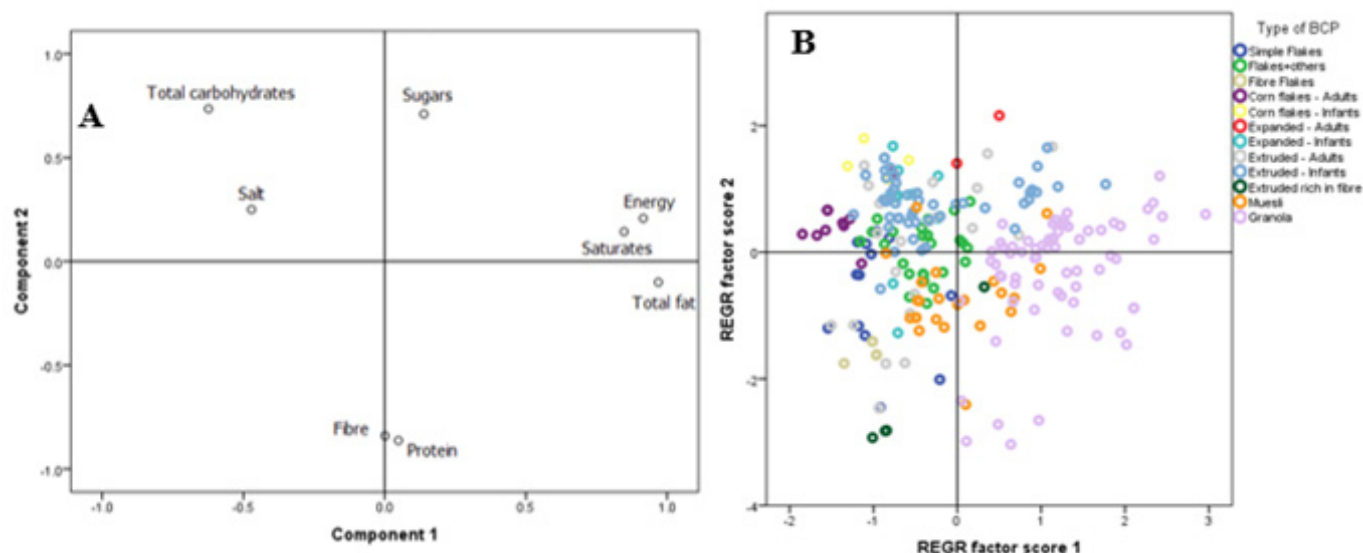 A
Total carbohydrates
Sugars
Salt
Energy
Saturates
Total fat
Fibre
Protein
Component 2
1.0
0.5
0.0
-0.5
-1.0
-1.0
-0.5
0.0
0.5
1.0
Component 1
B
REGR factor score 2
2
0
-2
-4
-2
-1
0
1
2
3
REGR factor score 1
Type of BCP
Simple Flakes
Flakes+others
Fibre Flakes
Corn flakes - Adults
Corn flakes - Infants
Expanded - Adults
Expanded - Infants
Extruded - Adults
Extruded - Infants
Extruded rich in fibre
Muesli
Granola